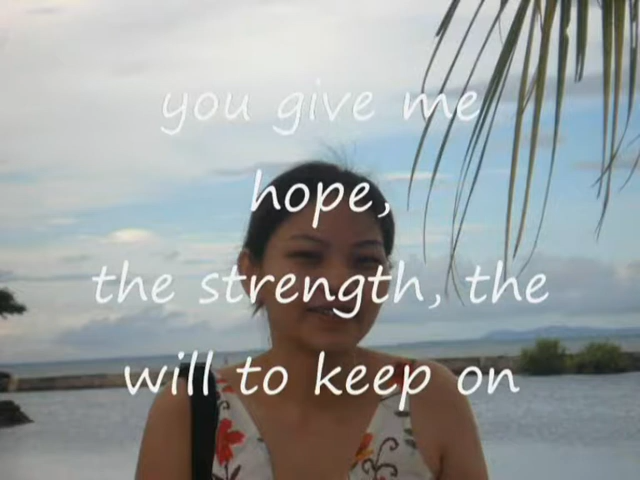 you give me
hope,
the strength, the
will to keep on